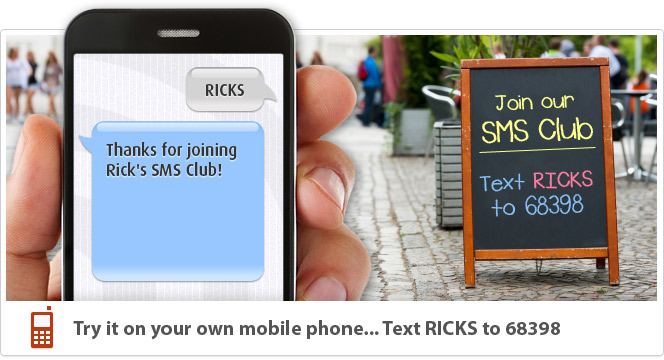 RICKS
Thanks for joining
Rick's SMS Club!
Join our
SMS Club
Text RICKS
to 68398
Try it on your own mobile phone... Text RICKS to 68398